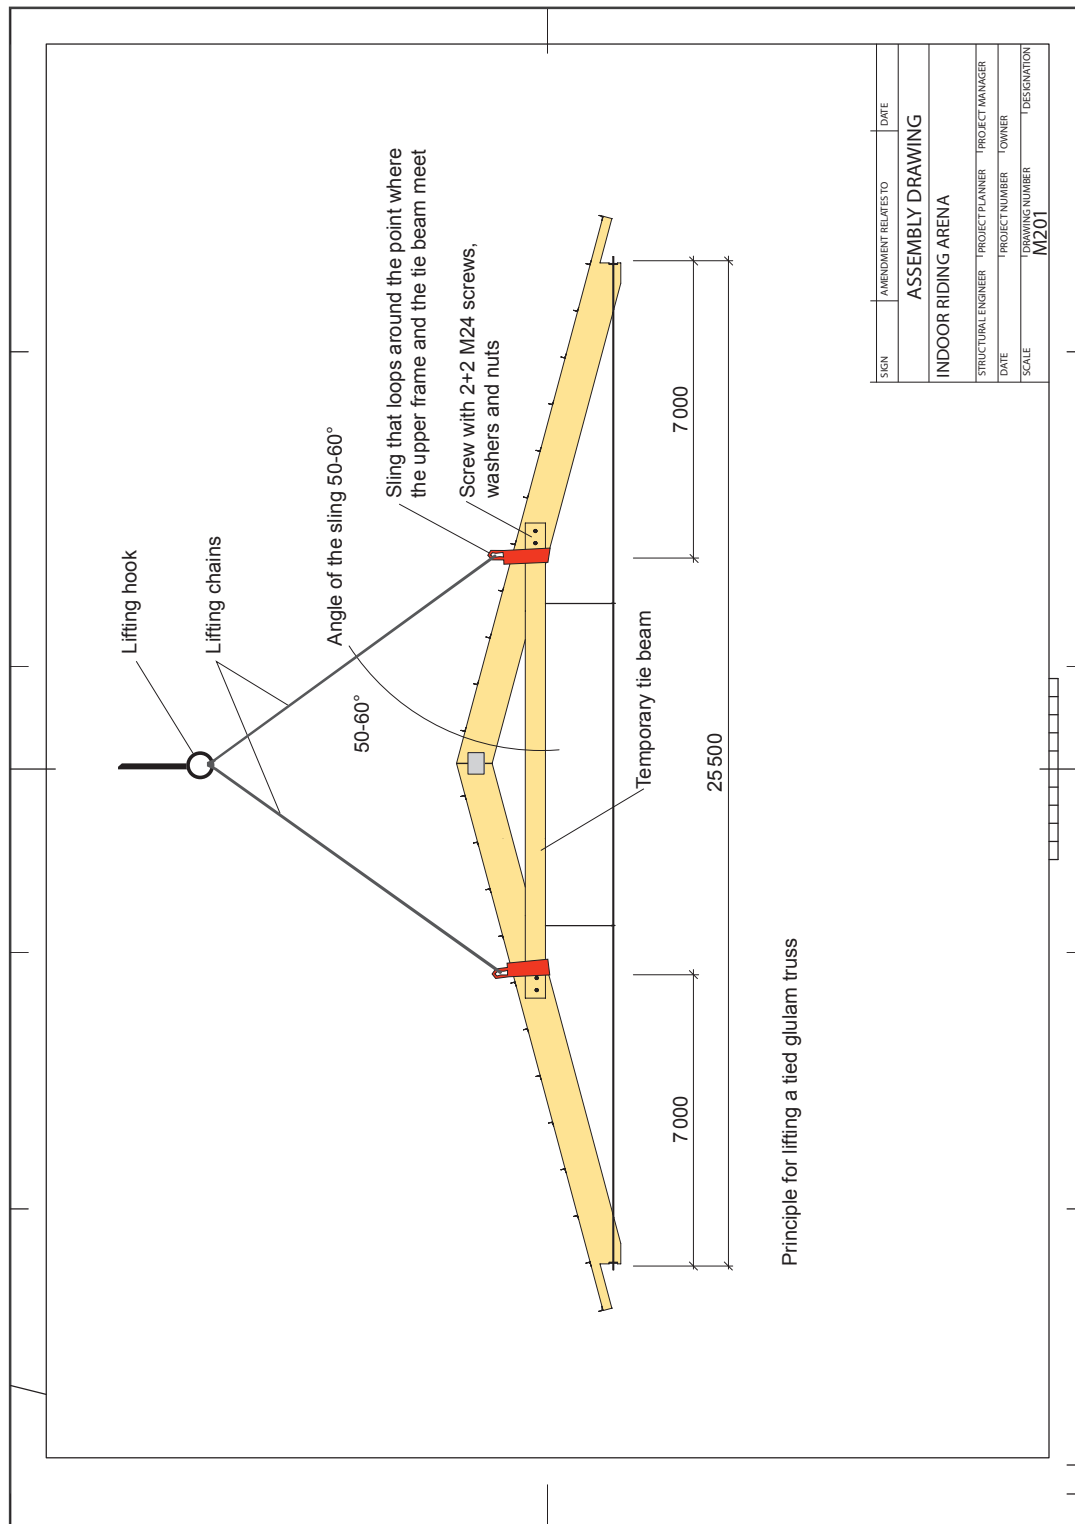 Lifting hook
Lifting chains
Angle of the sling 50-60°
50-60°
Sling that loops around the point where
the upper frame and the tie beam meet
Screw with 2+2 M24 screws,
washers and nuts
Temporary tie beam
7 000
7 000
25 500
Principle for lifting a tied glulam truss
SIGN
AMENDMENT RELATES TO
DATE
ASSEMBLY DRAWING
INDOOR RIDING ARENA
STRUCTURAL ENGINEER
PROJECT PLANNER
PROJECT MANAGER
DATE
PROJECT NUMBER
OWNER
SCALE
DRAWING NUMBER
M201
DESIGNATION